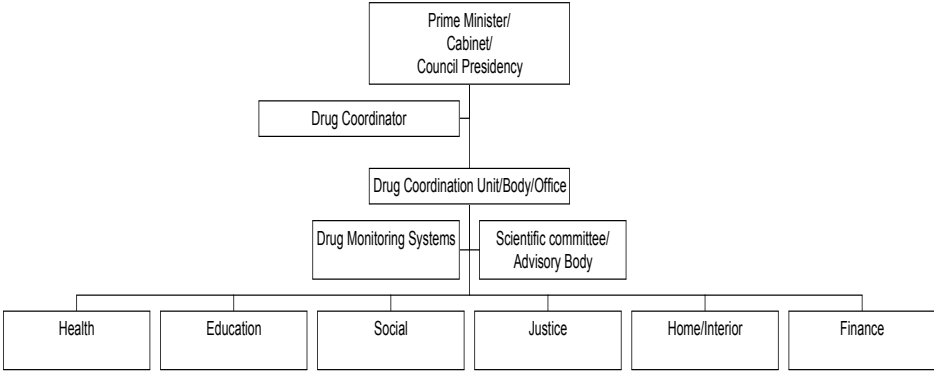 Prime Minister/
Cabinet/
Council Presidency
Drug Coordinator
Drug Coordination Unit/Body/Office
Drug Monitoring Systems
Scientific committee/
Advisory Body
Health
Education
Social
Justice
Home/Interior
Finance